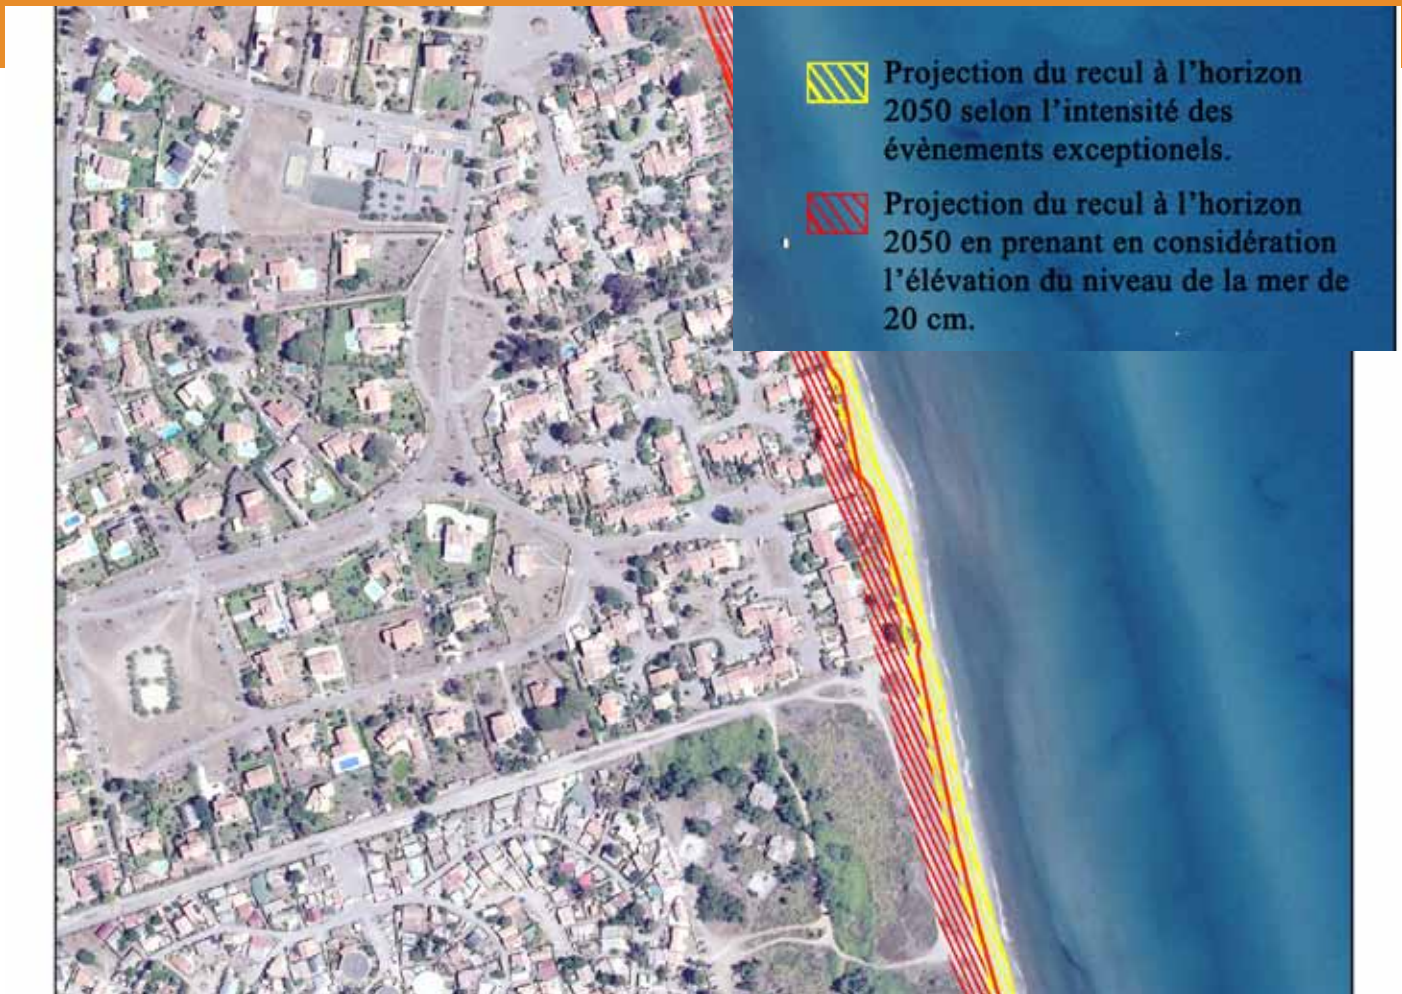 Projection du recul à l'horizon
2050 selon l'intensité des
évènements exceptionels.
Projection du recul à l'horizon
2050 en prenant en considération
l'élévation du niveau de la mer de
20 cm.